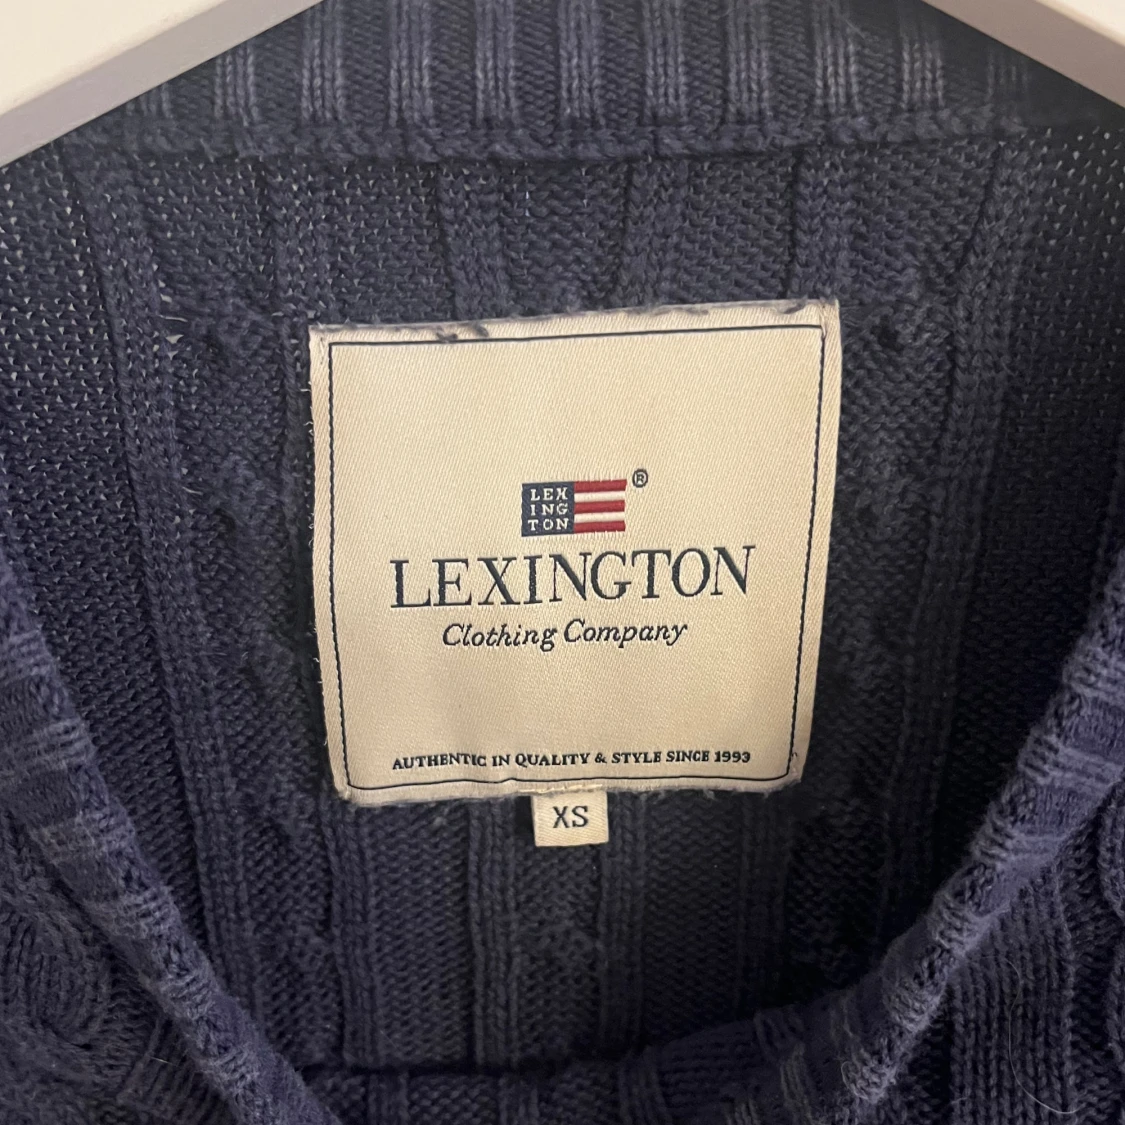 LEX
ING
TON
®
LEXINGTON
Clothing Company
AUTHENTIC IN QUALITY & STYLE SINCE 1993
XS